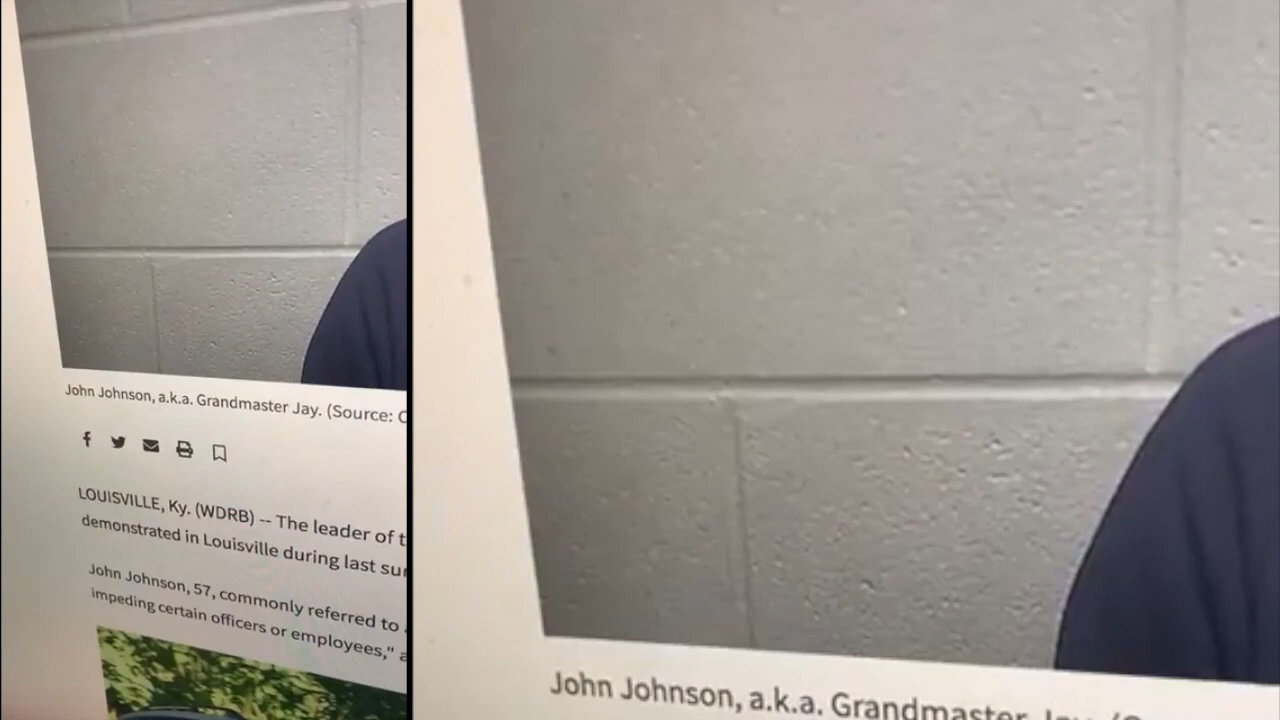 John Johnson, a.k.a. Grandmaster Jay. (Source:
LOUISVILLE, Ky. (WDRB) -- The leader of
demonstrated in Louisville during last
John Johnson, 57, commonly referred to
impeding certain officers or employees,"
John Johnson, a.k.a. Grandmaster